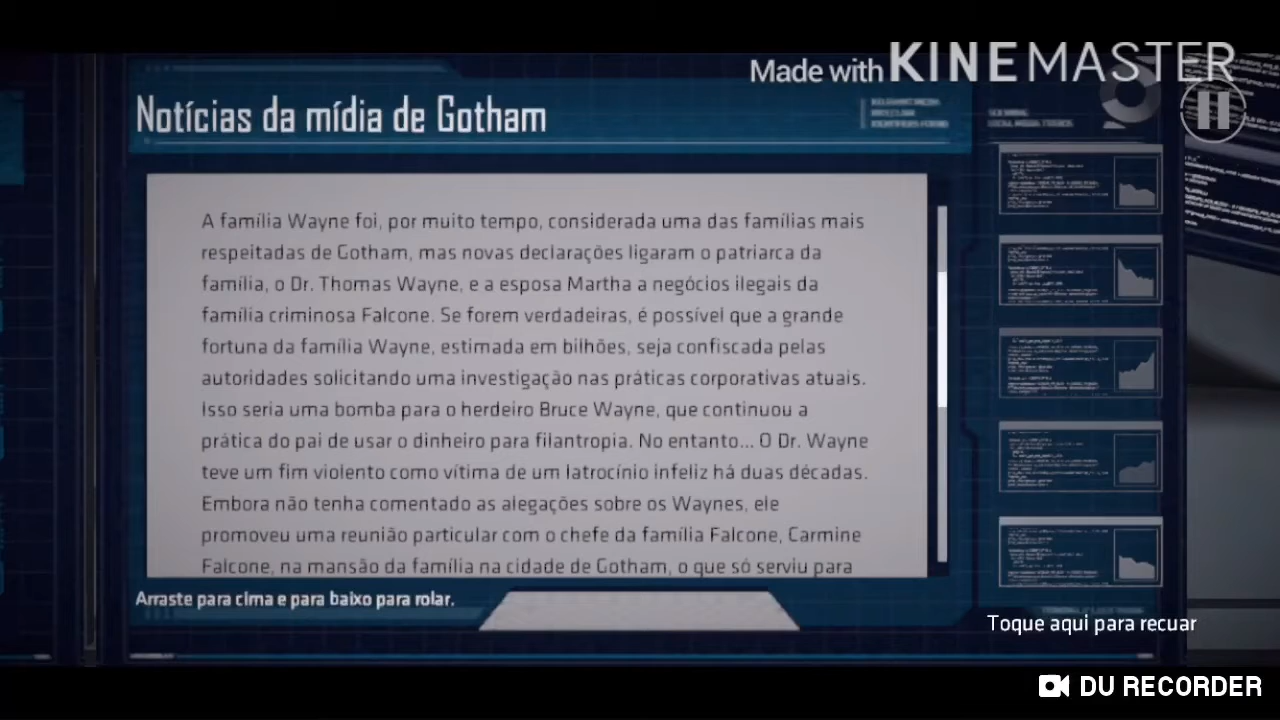 Made with KINEMASTER
Notícias da mídia de Gotham
A família Wayne foi, por muito tempo, considerada uma das famílias mais
respeitadas de Gotham, mas novas declarações ligaram o patriarca da
família, o Dr. Thomas Wayne, e a esposa Martha a negócios ilegais da
família criminosa Falcone. Se forem verdadeiras, é possível que a grande
fortuna da família Wayne, estimada em bilhões, seja confiscada pelas
autoridades solicitando uma investigação nas práticas corporativas atuais.
Isso seria uma bomba para o herdeiro Bruce Wayne, que continuou a
prática do pai de usar o dinheiro para filantropia. No entanto... O Dr. Wayne
teve um fim violento como vítima de um latrocínio infeliz há duas décadas.
Embora não tenha comentado as alegações sobre os Waynes, ele
promoveu uma reunião particular com o chefe da família Falcone, Carmine
Falcone, na mansão da família na cidade de Gotham, o que só serviu para
Arraste para cima e para baixo para rolar.
Toque aqui para recuar
DU RECORDER